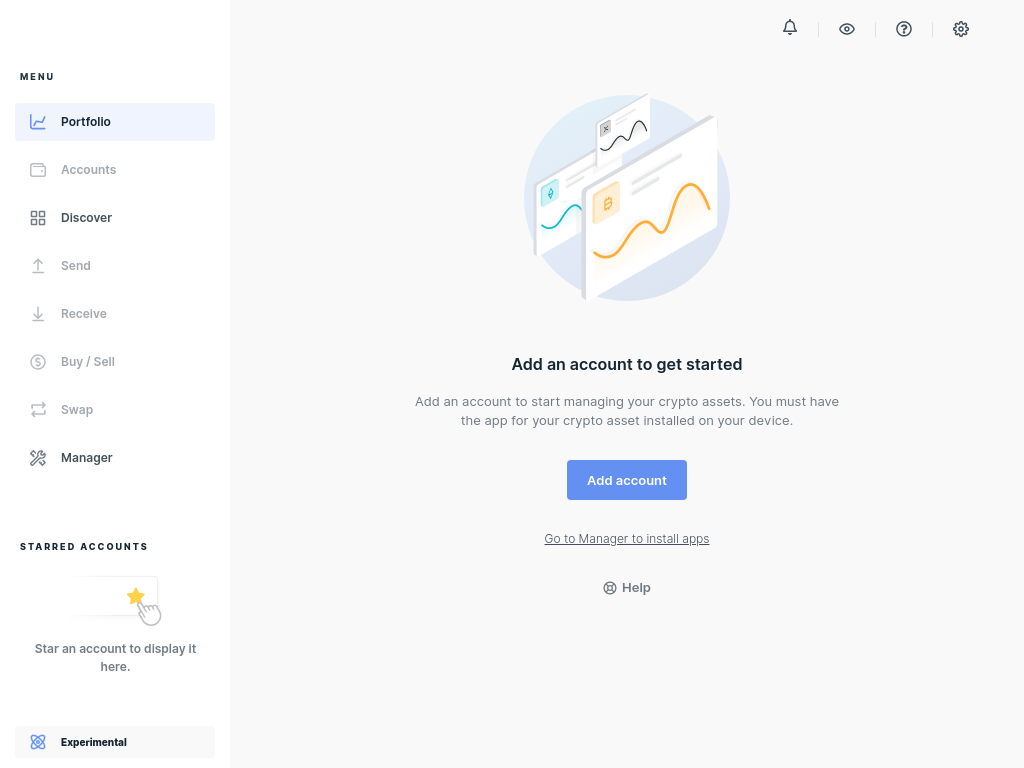 MENU
Portfolio
Accounts
Discover
Send
Receive
Buy / Sell
Swap
Manager
STARRED ACCOUNTS
Star an account to display it
here.
Experimental
Add an account to get started
Add an account to start managing your crypto assets. You must have
the app for your crypto asset installed on your device.
Add account
Go to Manager to install apps
Help